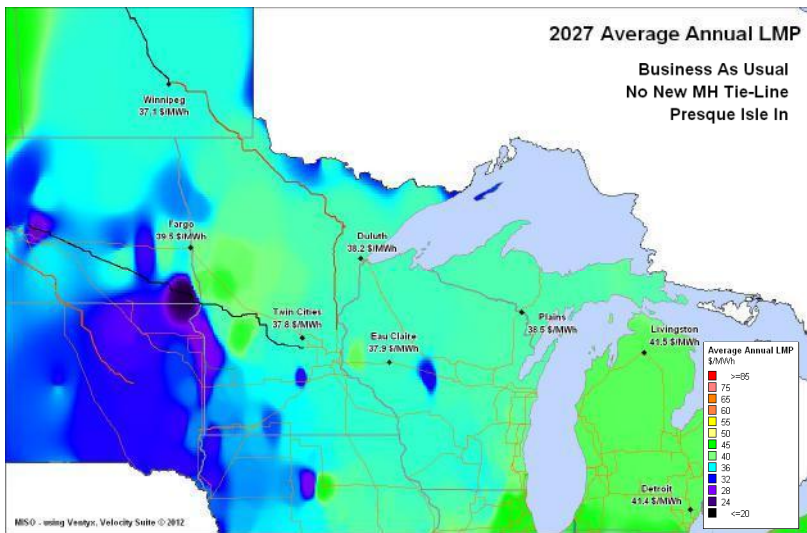 2027 Average Annual LMP
Business As Usual
No New MH Tie-Line
Presque Isle In
Winnipeg
37.1 $/MWh
Fargo
39.5 $/MWh
Duluth
38.2 $/MWh
Twin Cities
37.8 $/MWh
Eau Claire
37.9 $/MWh
Plains
38.5 $/MWh
Livingston
41.5 $/MWh
Detroit
41.4 $/MWh
Average Annual LMP
$/MWh
>=85
75
65
60
55
50
45
40
36
32
28
24
<=20
MISO - using Ventyx, Velocity Suite © 2012